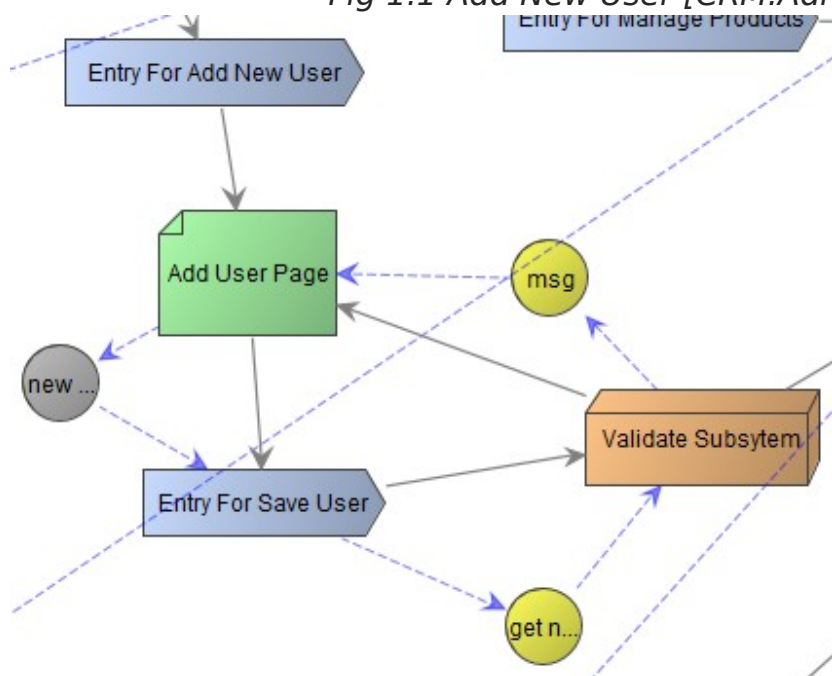 Fig 1.1 Add New User [CRM:Adm
Entry For Manage Products
Entry For Add New User
Add User Page
msg
new ...
Validate Subsytem
Entry For Save User
get n...